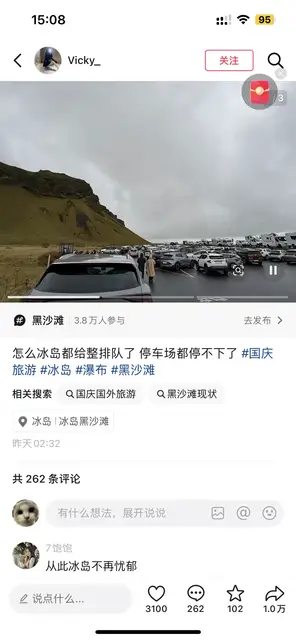 15:08
95
Vicky_
关注
3
黑沙滩 3.8万人参与 去发布
怎么冰岛都给整排队了 停车场都停不下了 #国庆
旅游 #冰岛 #瀑布 #黑沙滩
相关搜索 国庆国外旅游 黑沙滩现状
冰岛 | 冰岛黑沙滩
昨天 02:32
共 262 条评论
有什么想法,展开说说
7饱饱
从此冰岛不再忧郁
说点什么... 3100 262 102 1.0万